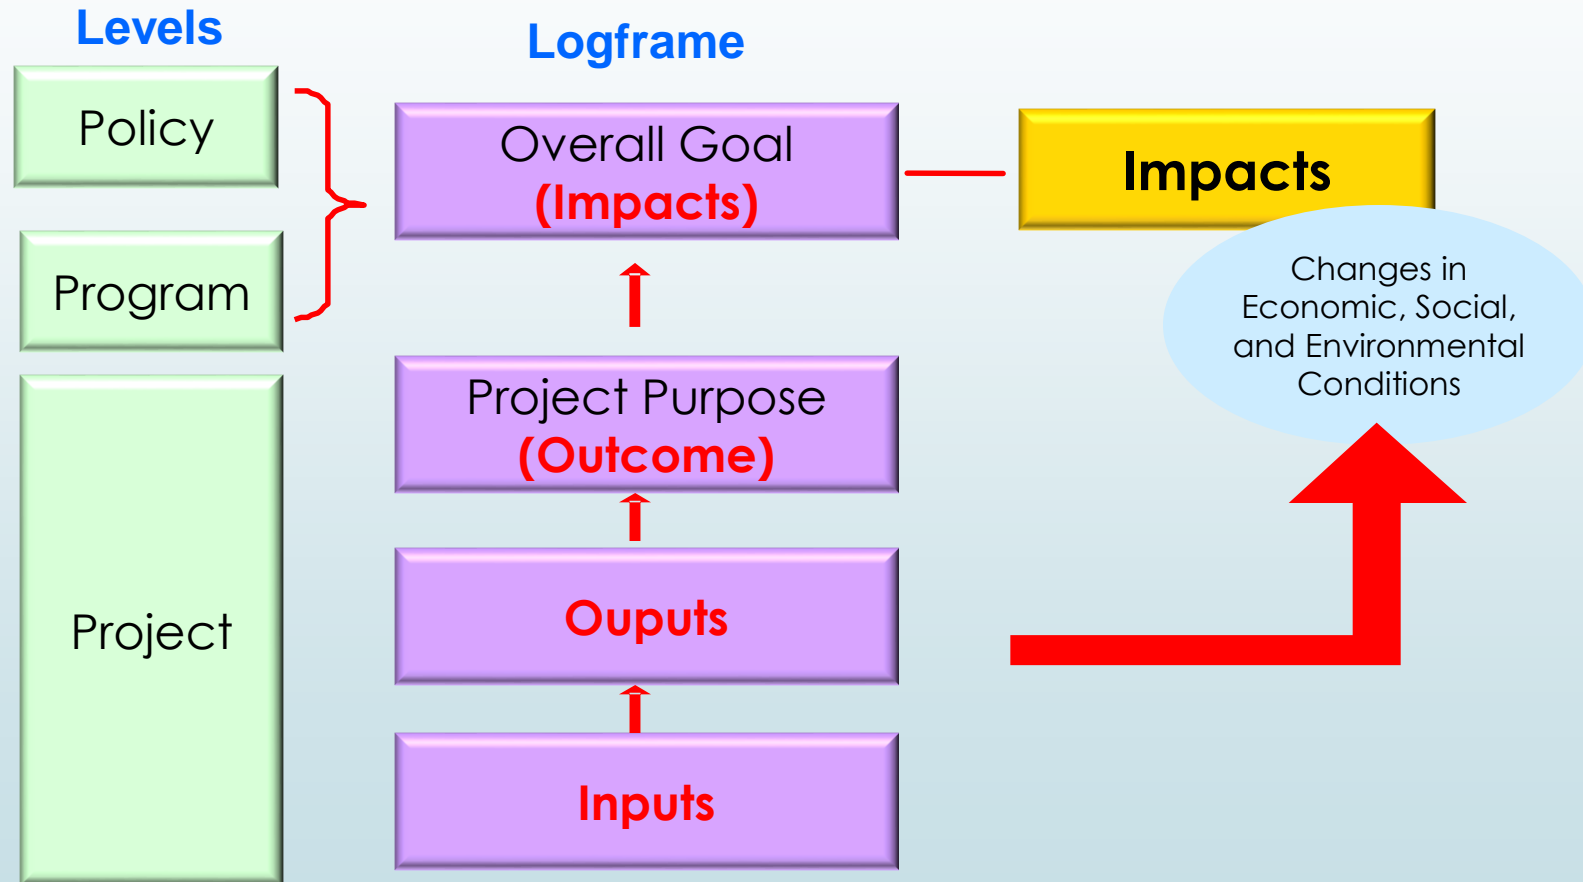 Levels
Logframe
Policy
Program
Project
Overall Goal
(Impacts)
Project Purpose
(Outcome)
Ouputs
Inputs
Impacts
Changes in
Economic, Social,
and Environmental
Conditions